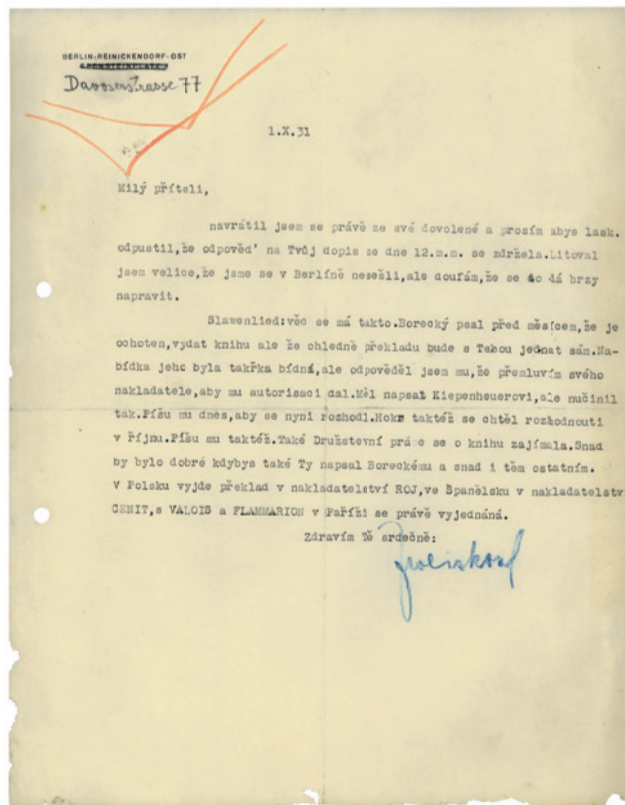 BERLIN-REINICKENDORF-OST
Davoserstrasse 77
1.X.31
Milý příteli,
navrátil jsem se právě ze své dovolené a prosím abys lask.
odpustil,že odpověd' na Tvůj dopis ze dne 12.m.m. se zdržela.Litoval
jsem velice,že jsme se v Berlíně nesešli,ale doufám,že se to dá brzy
napravit.
Slawenlied:věc se má takto.Borecký psal před měsícem,že je
ochoten,vydat knihu ale že ohledně překladu bude s Tebou jednat sám.Na-
bídka jeho byla takřka bídná,ale odpověděl jsem mu,že přemluvím svého
nakladatele,aby mu autorisaci dal.Měl napsat Kiepenheuerovi,ale nučinil
tak.Píšu mu dnes,aby se nyni rozhodl.Hokr taktéž se chtěl rozhodnouti
v říjnu.Píšu mu taktéž.Také Družstevní práce se o knihu zajímala.Snad
by bylo dobré kdybys také Ty napsal Boreckému a snad i těm ostatním.
V Polsku vyjde překlad v nakladatelství ROJ,ve Španělsku v nakladatelstv
CENIT,s VALOIS a FLAMMARION v Paříži se právě vyjednáná.
Zdravím Tě srdečně: